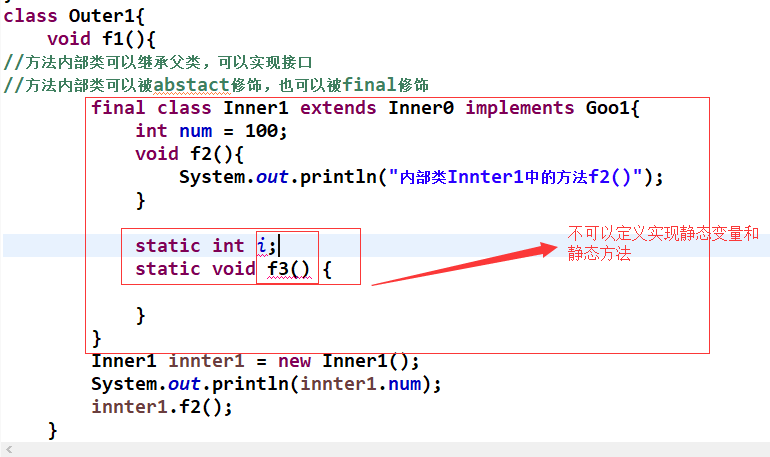 class Outer1{
void f1(){
//方法内部类可以继承父类，可以实现接口
//方法内部类可以被abstact修饰，也可以被final修饰
final class Inner1 extends Inner0 implements Goo1{
int num = 100;
void f2(){
System.out.println("内部类Innter1中的方法f2()");
}
static int i;
不可以定义实现静态变量和
静态方法
static void f3() {
}
}
Inner1 innter1 = new Inner1();
System.out.println(innter1.num);
innter1.f2();
}